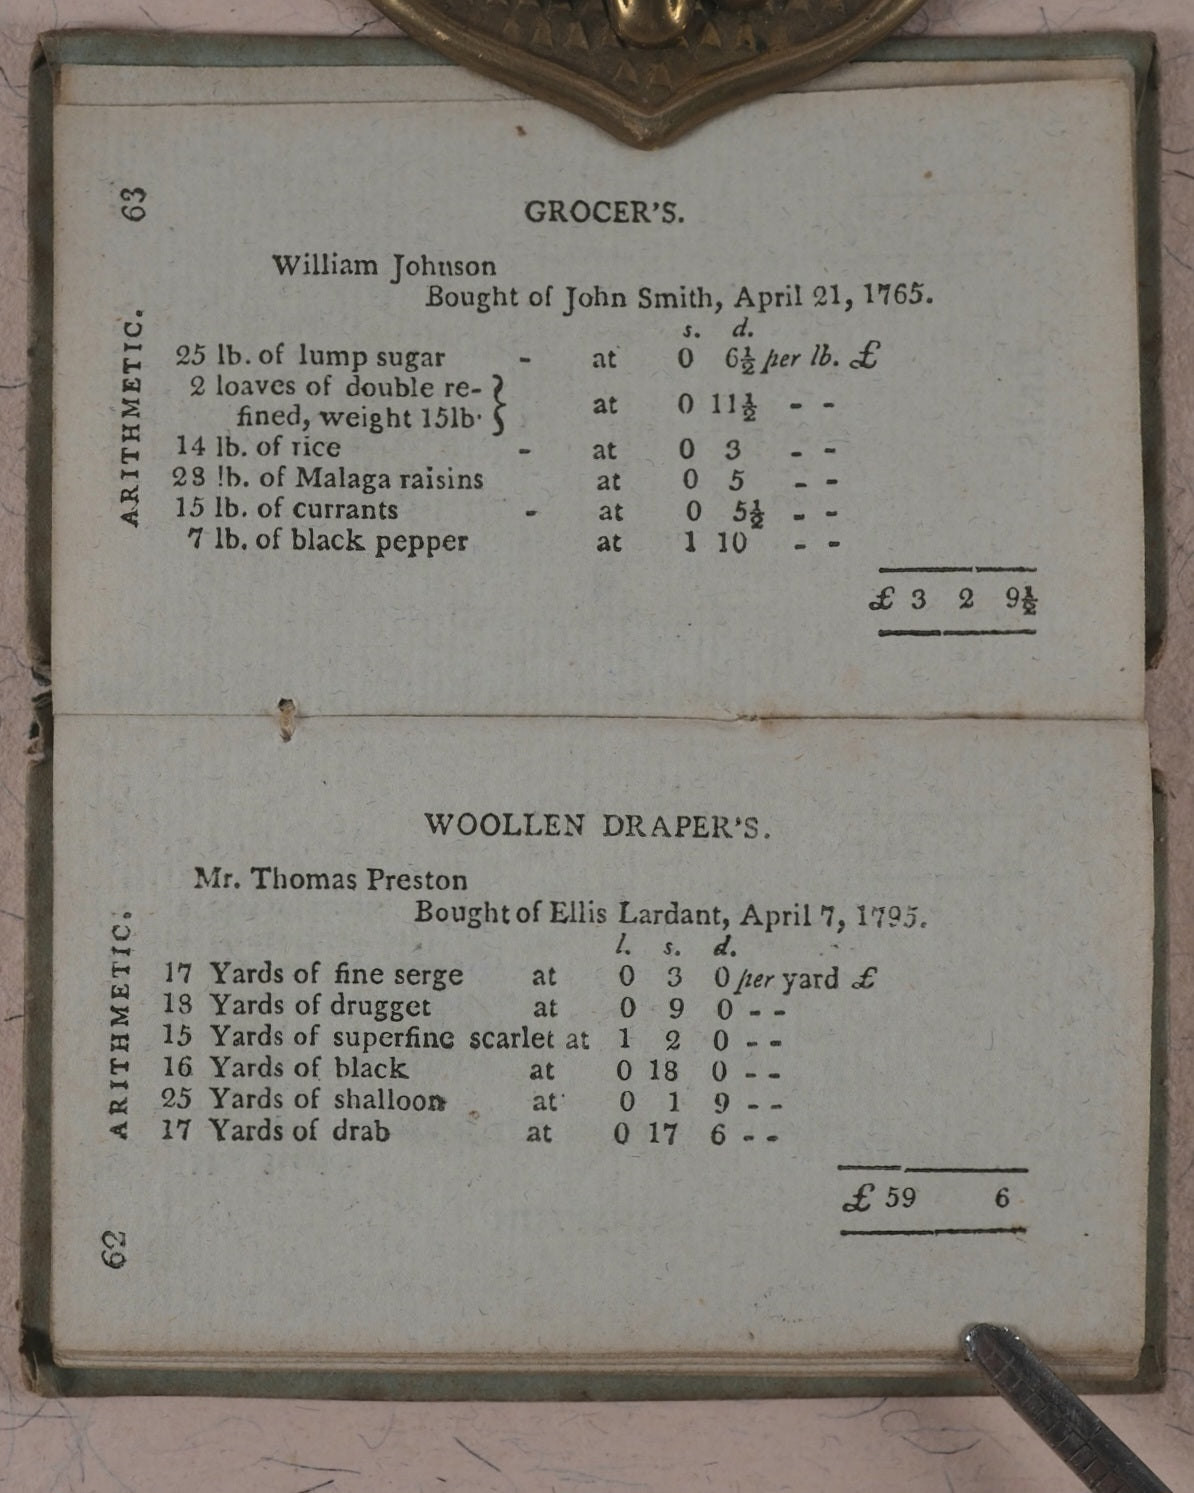 63
ARITHMETIC.
GROCER'S.
William Johnson
Bought of John Smith, April 21, 1765.
s. d.
25 lb. of lump sugar - at 0 6½ per lb. £
2 loaves of double re-
fined, weight 15lb. } at 0 11½ - -
14 lb. of rice - at 0 3 - -
28 lb. of Malaga raisins at 0 5 - -
15 lb. of currants - at 0 5½ - -
7 lb. of black pepper at 1 10 - -
£ 3 2 9½
WOOLLEN DRAPER'S.
Mr. Thomas Preston
Bought of Ellis Lardant, April 7, 1795.
l. s. d.
17 Yards of fine serge at 0 3 0 per yard £
18 Yards of drugget at 0 9 0 - -
15 Yards of superfine scarlet at 1 2 0 - -
16 Yards of black at 0 18 0 - -
25 Yards of shalloon at 0 1 9 - -
17 Yards of drab at 0 17 6 - -
£ 59 6
ARITHMETIC.
62